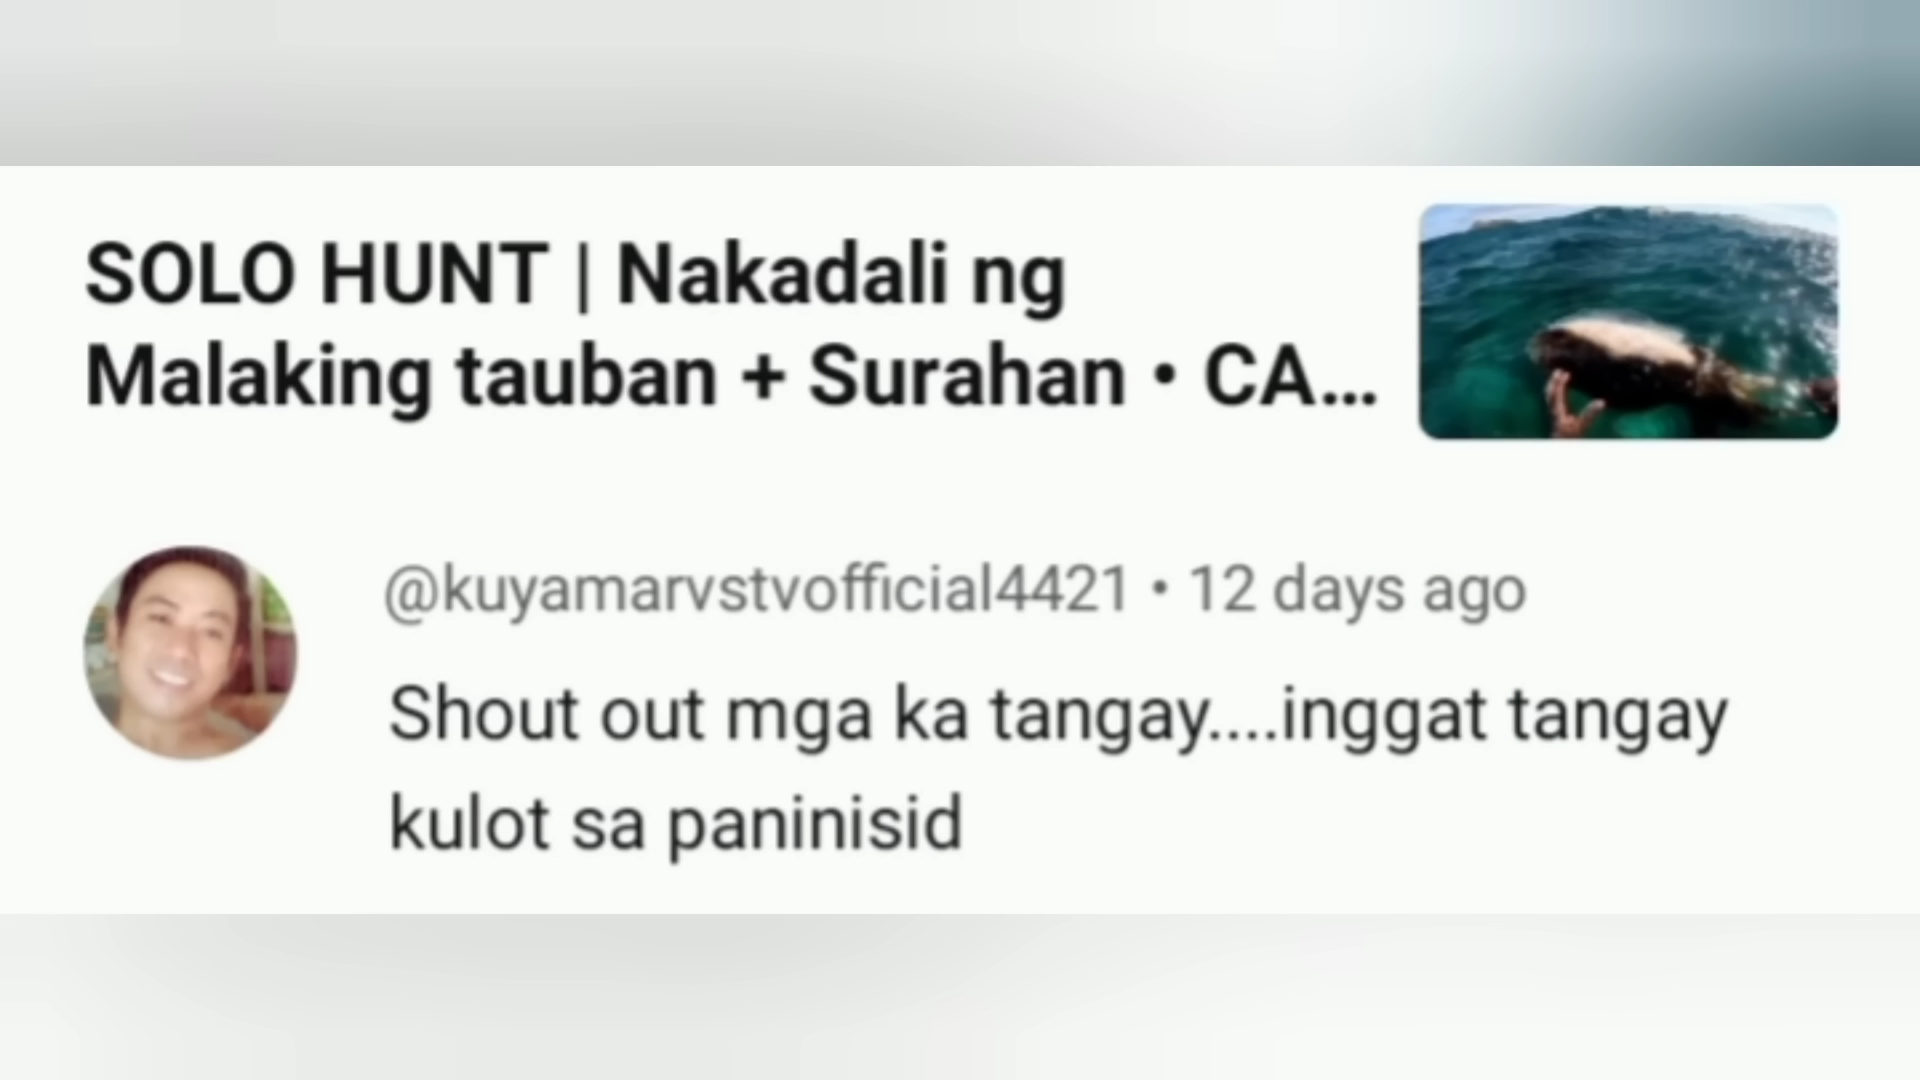 SOLO HUNT | Nakadali ng
Malaking tauban + Surahan • CA...
@kuyamarvstvofficial4421 • 12 days ago
Shout out mga ka tangay....inggat tangay
kulot sa paninisid